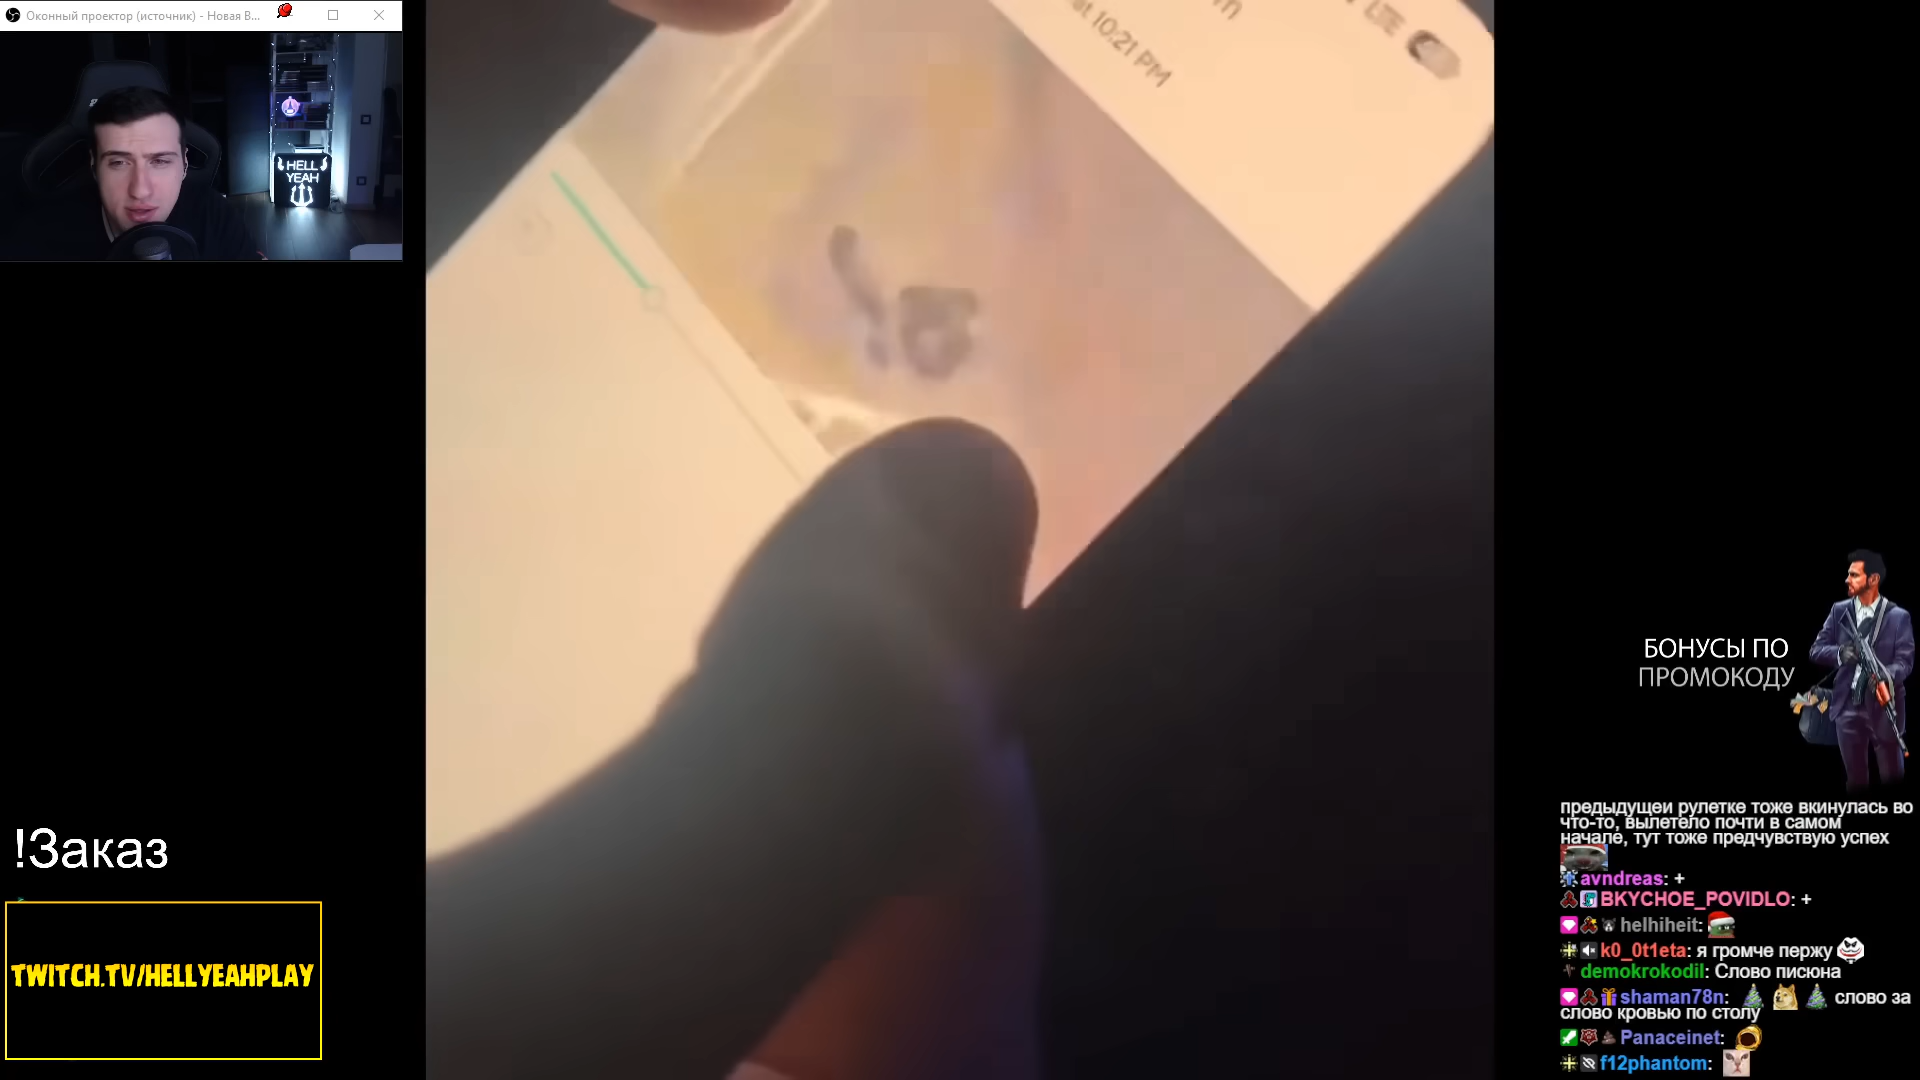 Оконный проектор (источник) - Новая В...
HELL
YEAH
at 10:21 PM
LTE
БОНУСЫ ПО
ПРОМОКОДУ
!Заказ
TWITCH.TV/HELLYEAHPLAY
предыдущей рулетке тоже вкинулась во
что-то, вылетело почти в самом
начале, тут тоже предчувствую успех
avndreas: +
BKYCHOE_POVIDLO: +
helhiheit:
k0_0t1eta: я громче пержу
demokrokodil: Слово писюна
shaman78n: слово за
слово кровью по столу
Panaceinet:
f12phantom: